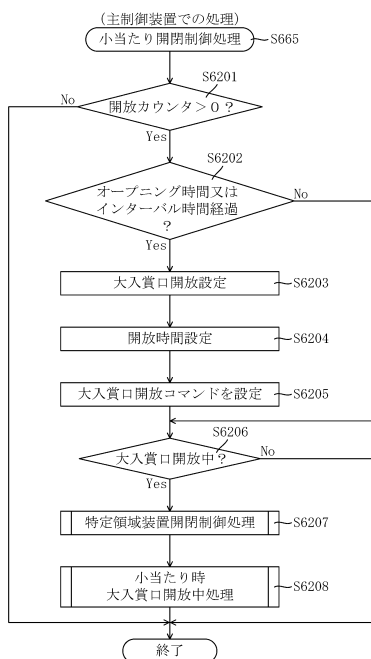 (主制御装置での処理)
小当たり開閉制御処理
S665
S6201
No
開放カウンタ＞０？
Yes
S6202
オープニング時間又は
インターバル時間経過
？
No
Yes
大入賞口開放設定
S6203
開放時間設定
S6204
大入賞口開放コマンドを設定
S6205
S6206
大入賞口開放中？
No
Yes
特定領域装置開閉制御処理
S6207
小当たり時
大入賞口開放中処理
S6208
終了